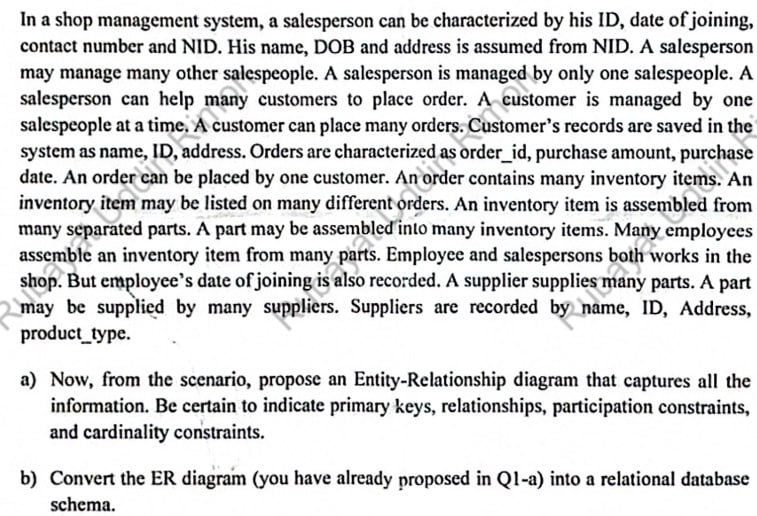 In a shop management system, a salesperson can be characterized by his ID, date of joining,
contact number and NID. His name, DOB and address is assumed from NID. A salesperson
may manage many other salespeople. A salesperson is managed by only one salespeople. A
salesperson can help many customers to place order. A customer is managed by one
salespeople at a time. A customer can place many orders. Customer's records are saved in the
system as name, ID, address. Orders are characterized as order_id, purchase amount, purchase
date. An order can be placed by one customer. An order contains many inventory items. An
inventory item may be listed on many different orders. An inventory item is assembled from
many separated parts. A part may be assembled into many inventory items. Many employees
assemble an inventory item from many parts. Employee and salespersons both works in the
shop. But employee's date of joining is also recorded. A supplier supplies many parts. A part
may be supplied by many suppliers. Suppliers are recorded by name, ID, Address,
product_type.
a) Now, from the scenario, propose an Entity-Relationship diagram that captures all the
information. Be certain to indicate primary keys, relationships, participation constraints,
and cardinality constraints.
b) Convert the ER diagram (you have already proposed in Q1-a) into a relational database
schema.